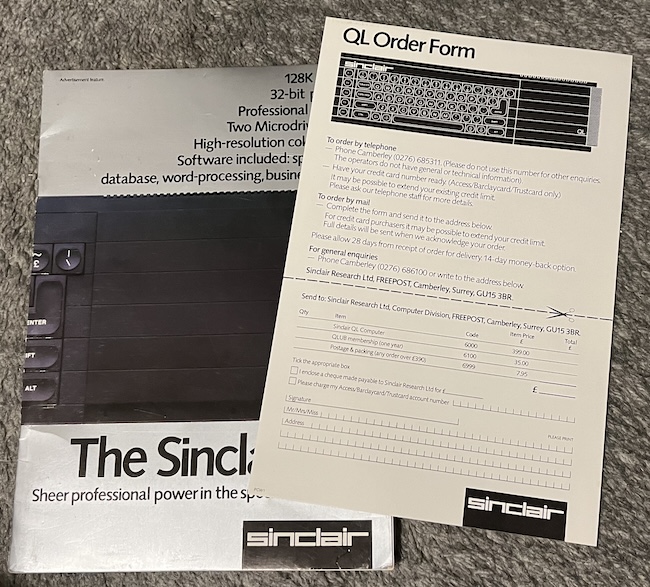 Advertisement feature
128K
32-bit
Professional
Two Microdri
High-resolution col
Software included: sp
database, word-processing, busine
~
£
ENTER
IFT
ALT
The Sincla
Sheer professional power in the spa
sinclair
QL Order Form
sinclair
QL
To order by telephone
— Phone Camberley (0276) 685311. (Please do not use this number for other enquiries.
The operators do not have general or technical information)
— Have your credit card number ready. (Access/Barclaycard/Trustcard only)
It may be possible to extend your existing credit limit.
Please ask our telephone staff for more details.
To order by mail
— Complete the form and send it to the address below.
For credit card purchasers it may be possible to extend your credit limit.
Full details will be sent when we acknowledge your order.
Please allow 28 days from receipt of order for delivery. 14-day money-back option.
For general enquiries
— Phone Camberley (0276) 686100 or write to the address below.
Sinclair Research Ltd, FREEPOST, Camberley, Surrey, GU15 3BR.
Send to: Sinclair Research Ltd, Computer Division, FREEPOST, Camberley, Surrey, GU15 3BR.
Qty Item Code Item Price £ Total £
Sinclair QL Computer 6000 399.00
QLUB membership (one year) 6100 35.00
Postage & packing (any order over £390) 6999 7.95
£
Tick the appropriate box
I enclose a cheque made payable to Sinclair Research Ltd for £
Please charge my Access/Barclaycard/Trustcard account number
Signature
Mr/Mrs/Miss PLEASE PRINT
Address
sinclair